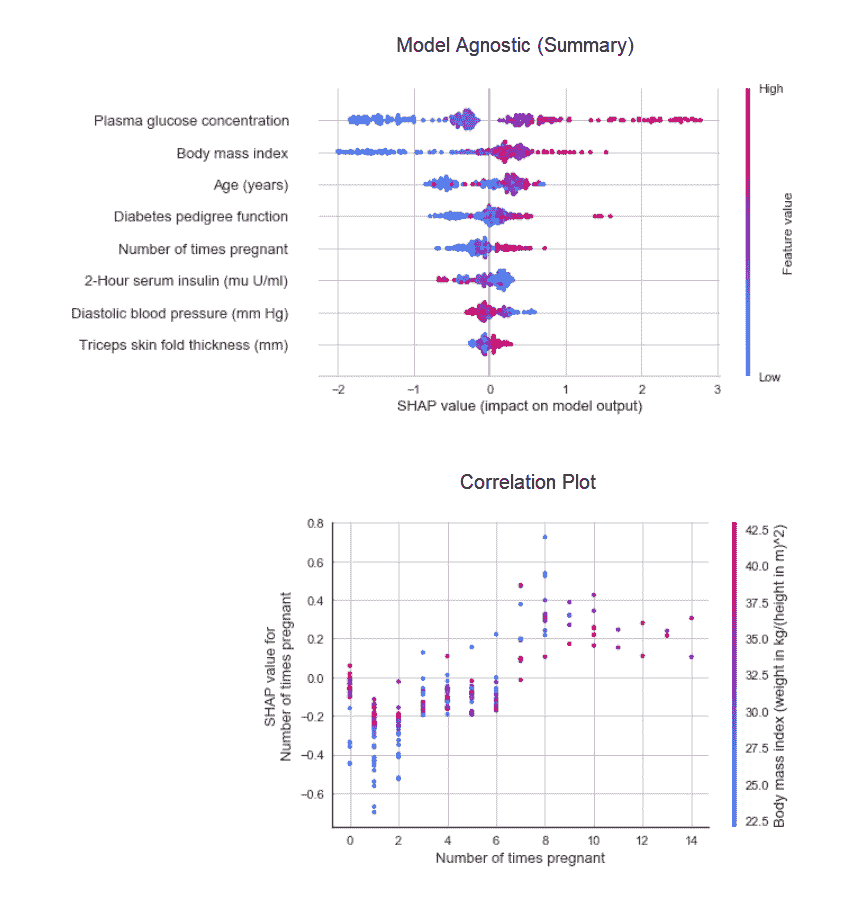 Model Agnostic (Summary)
High
Plasma glucose concentration
Body mass index
Age (years)
Diabetes pedigree function
Number of times pregnant
2-Hour serum insulin (mu U/ml)
Diastolic blood pressure (mm Hg)
Triceps skin fold thickness (mm)
Feature value
Low
−2 −1 0 1 2 3
SHAP value (impact on model output)
Correlation Plot
0.8
0.6
0.4
0.2
0.0
−0.2
−0.4
−0.6
SHAP value for
Number of times pregnant
0 2 4 6 8 10 12 14
Number of times pregnant
42.5
40.0
37.5
35.0
32.5
30.0
27.5
25.0
22.5
Body mass index (weight in kg/(height in m)^2)